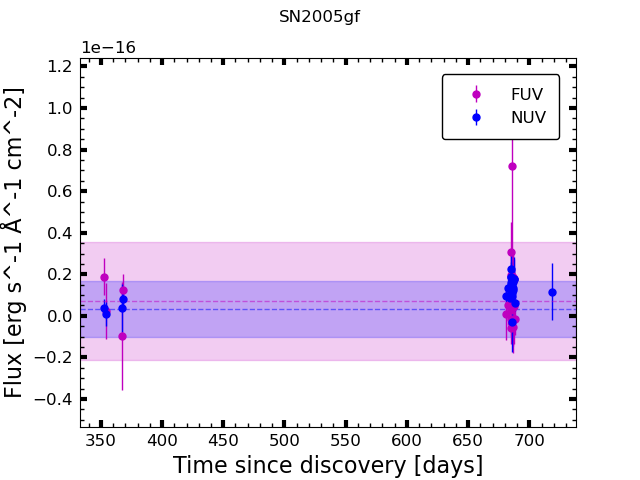 SN2005gf
1e−16
1.2
1.0
0.8
0.6
0.4
0.2
0.0
−0.2
−0.4
Flux [erg s^-1 Å^-1 cm^-2]
FUV
NUV
350 400 450 500 550 600 650 700
Time since discovery [days]